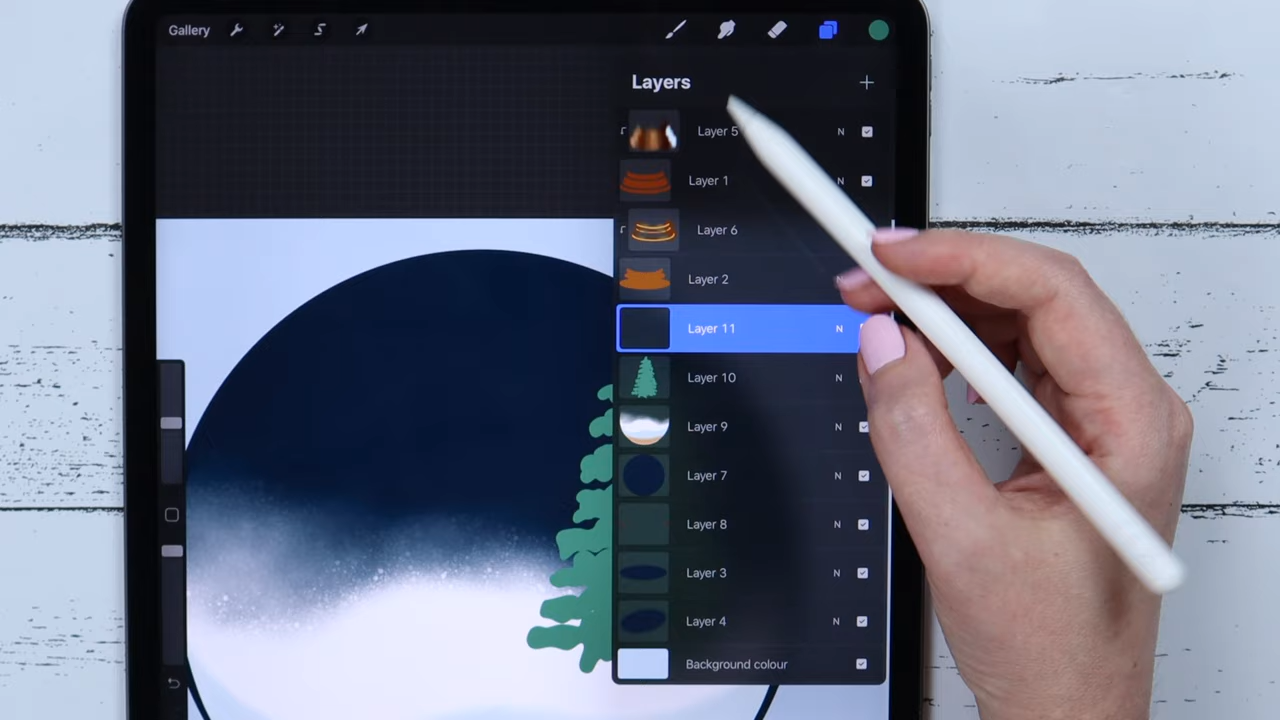 Gallery
Layers
Layer 5 N
Layer 1 N
Layer 6
Layer 2
Layer 11 N
Layer 10 N
Layer 9 N
Layer 7 N
Layer 8 N
Layer 3 N
Layer 4 N
Background colour